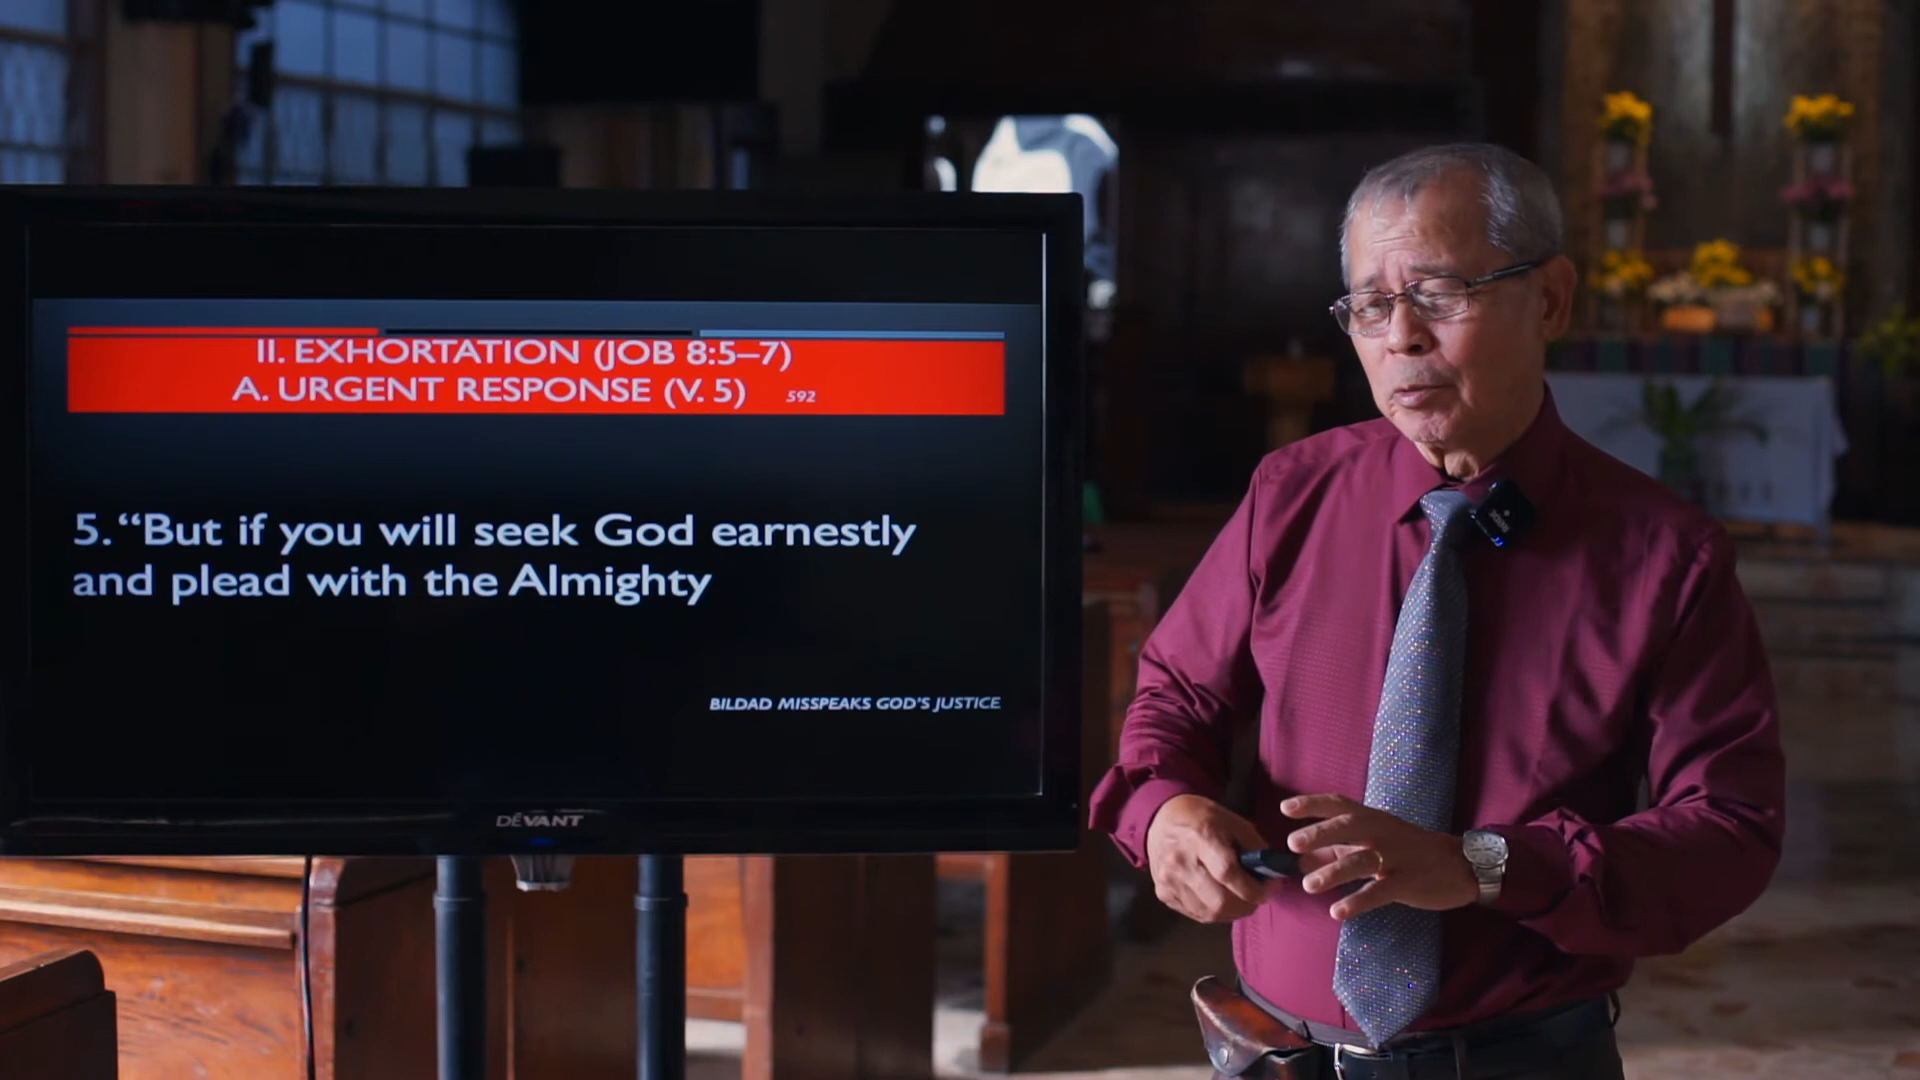 II. EXHORTATION (JOB 8:5–7)
A. URGENT RESPONSE (V. 5) 592
5. “But if you will seek God earnestly
and plead with the Almighty
BILDAD MISSPEAKS GOD’S JUSTICE
DEVANT
RODE